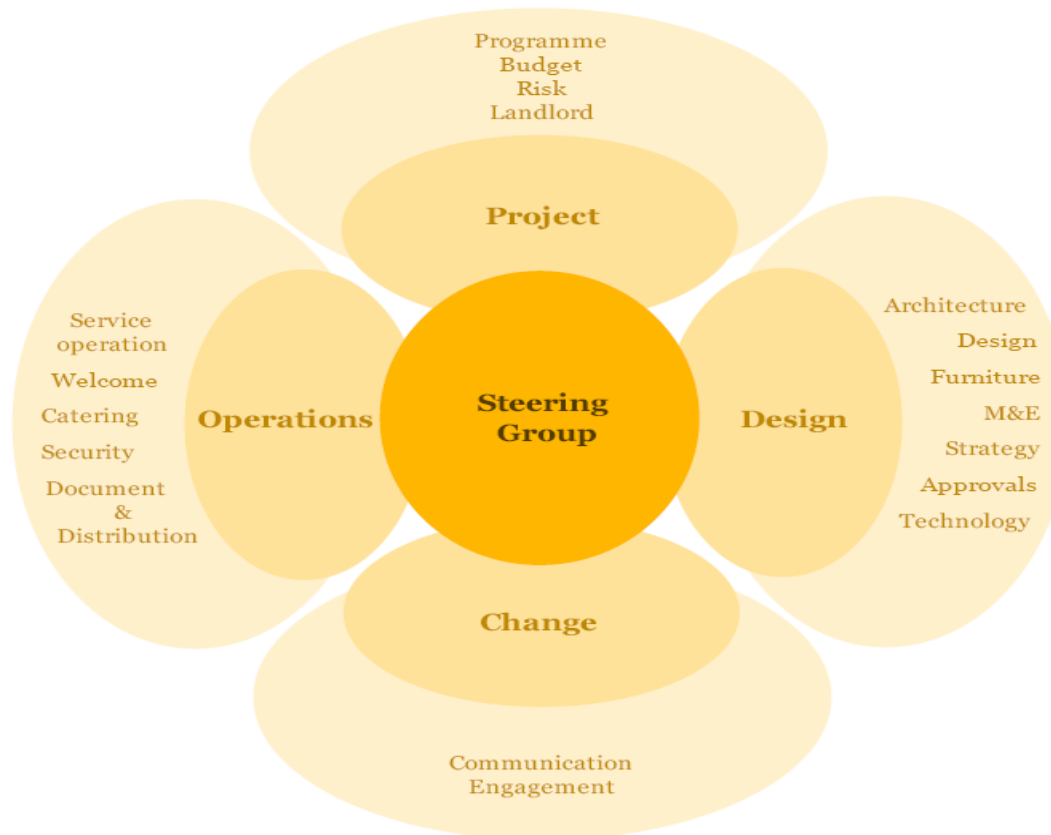 Programme
Budget
Risk
Landlord
Project
Service
operation
Welcome
Catering
Security
Document
&
Distribution
Operations
Steering
Group
Design
Architecture
Design
Furniture
M&E
Strategy
Approvals
Technology
Change
Communication
Engagement